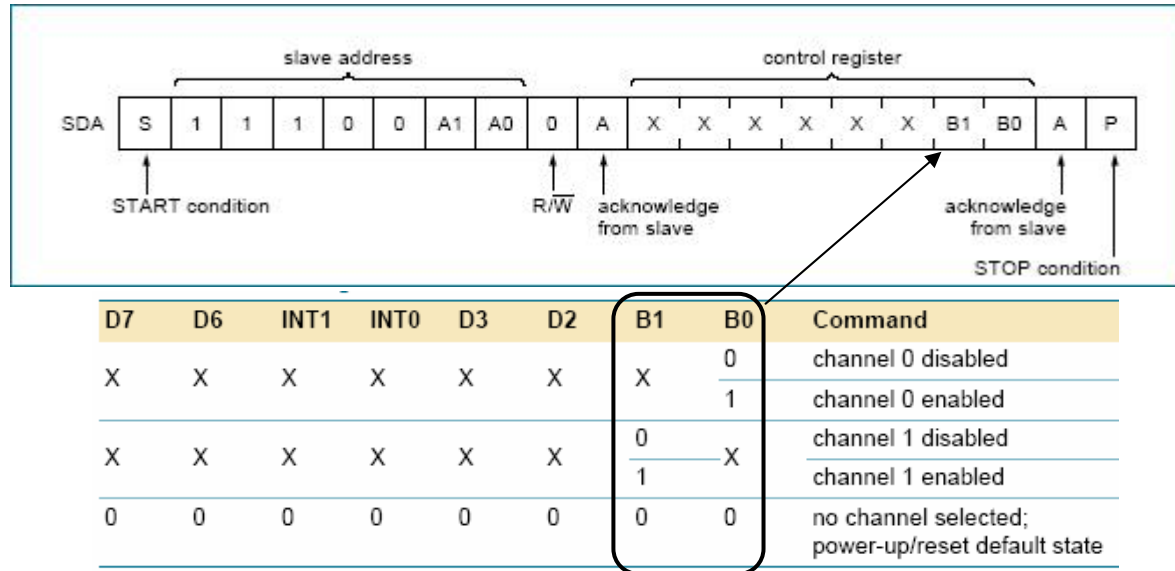 slave address control register
SDA S 1 1 1 0 0 A1 A0 0 A X X X X X X B1 B0 A P
START condition R/W̅ acknowledge from slave acknowledge from slave
STOP condition
D7 D6 INT1 INT0 D3 D2 B1 B0 Command
X X X X X X X 0 channel 0 disabled
1 channel 0 enabled
X X X X X X 0 X channel 1 disabled
1 channel 1 enabled
0 0 0 0 0 0 0 0 no channel selected;
power-up/reset default state